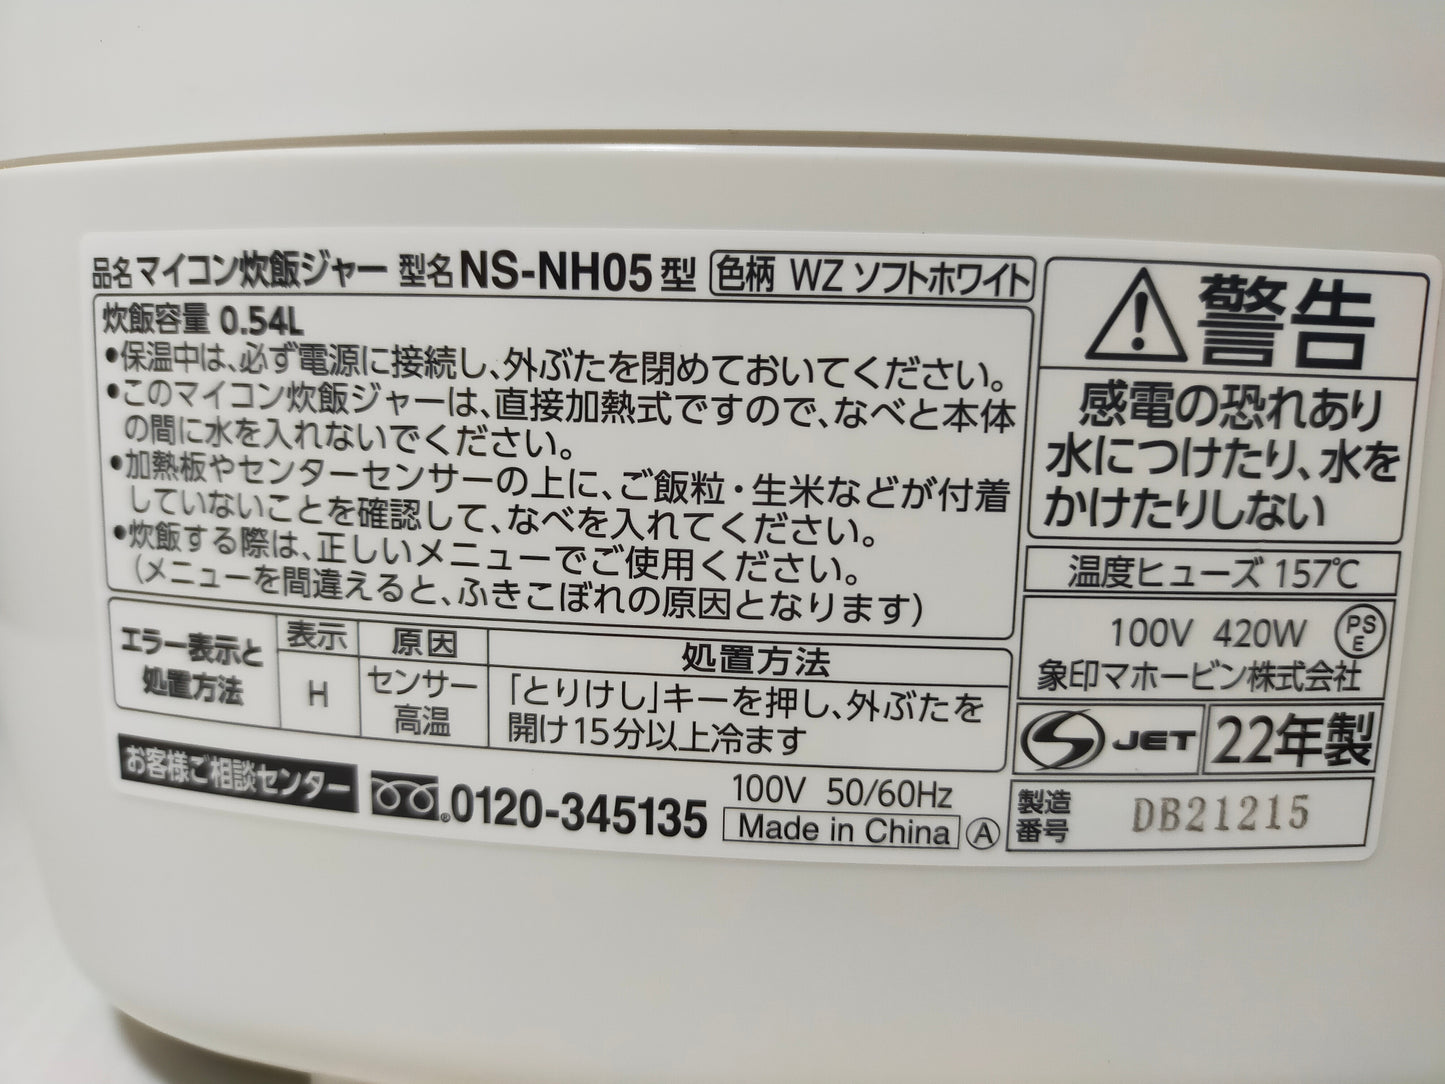 品名 マイコン炊飯ジャー 型名 NS-NH05型 色柄 WZ ソフトホワイト
炊飯容量 0.54L
•保温中は、必ず電源に接続し、外ぶたを閉めておいてください。
•このマイコン炊飯ジャーは、直接加熱式ですので、なべと本体
の間に水を入れないでください。
•加熱板やセンターセンサーの上に、ご飯粒・生米などが付着
していないことを確認して、なべを入れてください。
•炊飯する際は、正しいメニューでご使用ください。
(メニューを間違えると、ふきこぼれの原因となります)
エラー表示と
処置方法
表示 原因 処置方法
H
センサー
高温
「とりけし」キーを押し、外ぶたを
開け15分以上冷ます
お客様ご相談センター 0120-345135
®
100V 50/60Hz
Made in China A
警告
感電の恐れあり
水につけたり、水を
かけたりしない
温度ヒューズ 157℃
100V 420W PSE
象印マホービン株式会社
S JET 22年製
製造
番号
DB21215